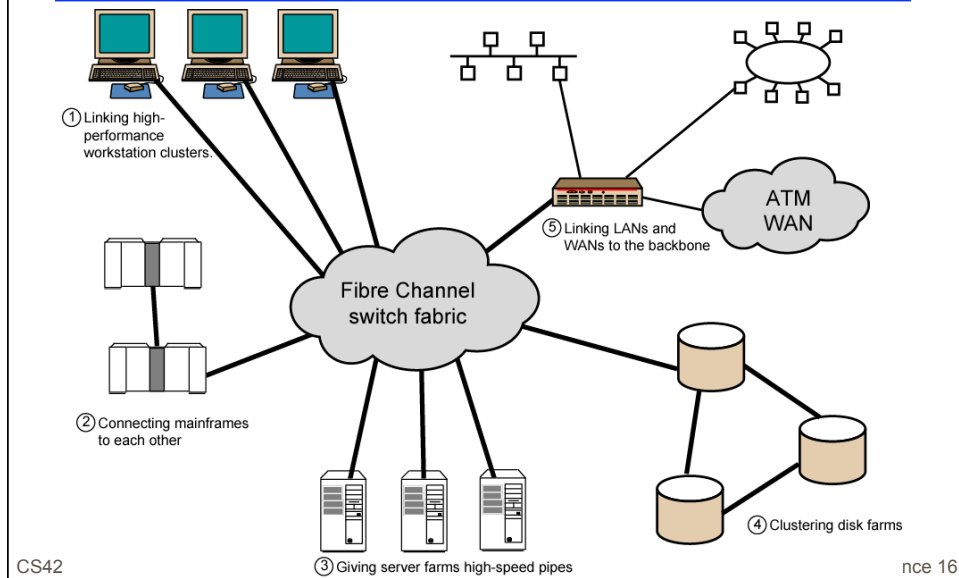 ① Linking high-
performance
workstation clusters.
ATM
WAN
⑤ Linking LANs and
WANs to the backbone
Fibre Channel
switch fabric
② Connecting mainframes
to each other
④ Clustering disk farms
③ Giving server farms high-speed pipes
CS42
nce 16